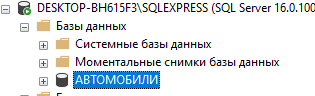 DESKTOP-BH615F3\SQLEXPRESS (SQL Server 16.0.100
Базы данных
Системные базы данных
Моментальные снимки базы данных
АВТОМОБИЛИ